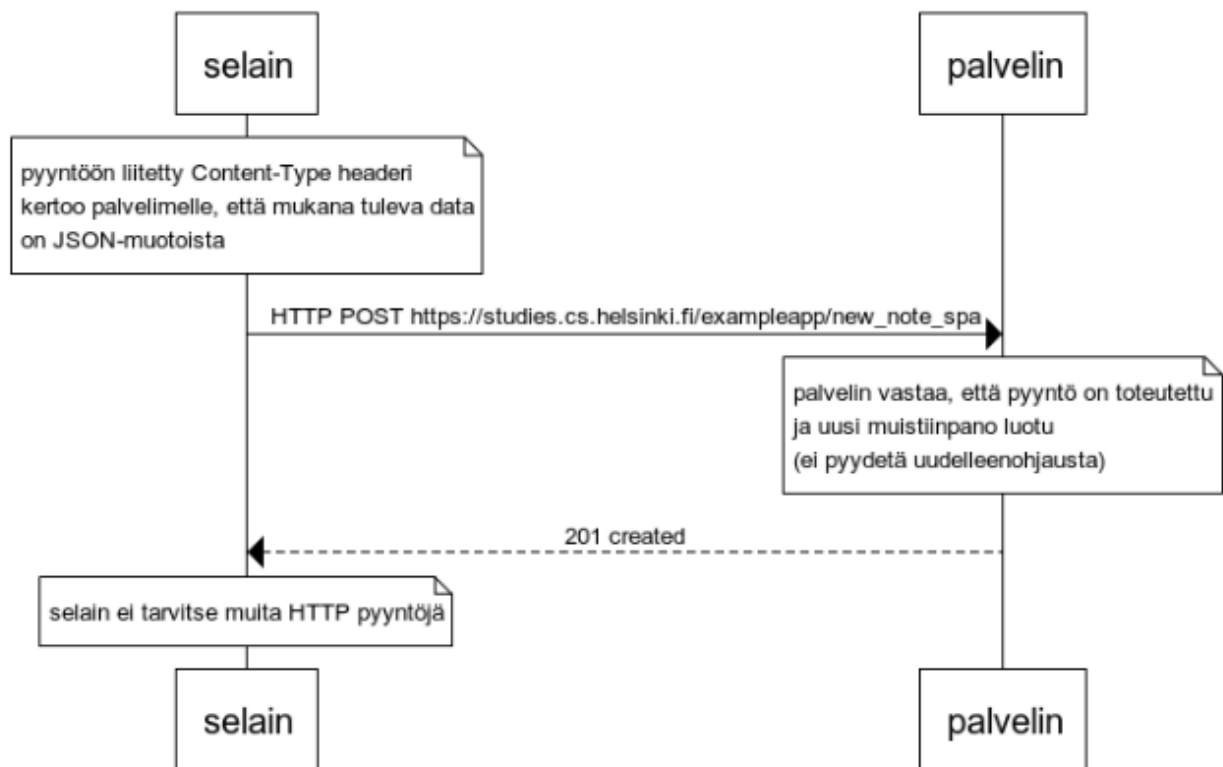 selain
palvelin
pyyntöön liitetty Content-Type headeri
kertoo palvelimelle, että mukana tuleva data
on JSON-muotoista
HTTP POST https://studies.cs.helsinki.fi/exampleapp/new_note_spa
palvelin vastaa, että pyyntö on toteutettu
ja uusi muistiinpano luotu
(ei pyydetä uudelleenohjausta)
201 created
selain ei tarvitse muita HTTP pyyntöjä
selain
palvelin